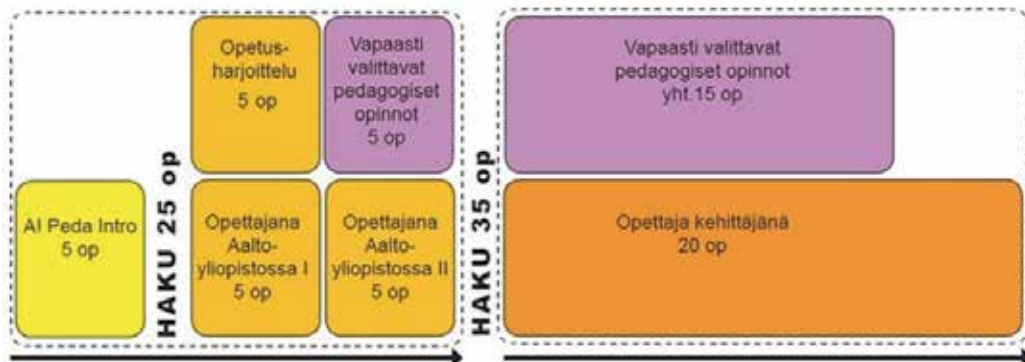 AI Peda Intro
5 op
HAKU 25 op
Opetus-
harjoittelu
5 op
Vapaasti
valittavat
pedagogiset
opinnot
5 op
Opettajana
Aalto-
yliopistossa I
5 op
Opettajana
Aalto-
yliopistossa II
5 op
HAKU 35 op
Vapaasti valittavat
pedagogiset opinnot
yht.15 op
Opettaja kehittäjänä
20 op